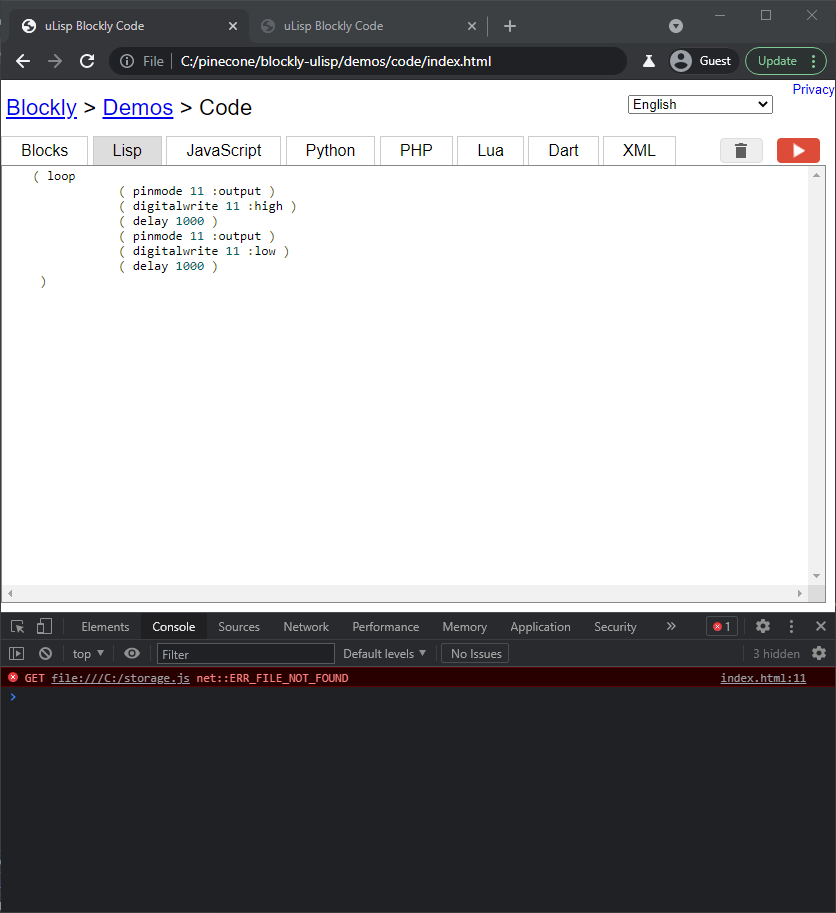 uLisp Blockly Code
uLisp Blockly Code
File
C:/pinecone/blockly-ulisp/demos/code/index.html
Guest
Update
Privacy
Blockly > Demos > Code
English
Blocks
Lisp
JavaScript
Python
PHP
Lua
Dart
XML
( loop
( pinmode 11 :output )
( digitalwrite 11 :high )
( delay 1000 )
( pinmode 11 :output )
( digitalwrite 11 :low )
( delay 1000 )
)
Elements
Console
Sources
Network
Performance
Memory
Application
Security
1
top
Filter
Default levels
No Issues
3 hidden
GET file:///C:/storage.js net::ERR_FILE_NOT_FOUND
index.html:11